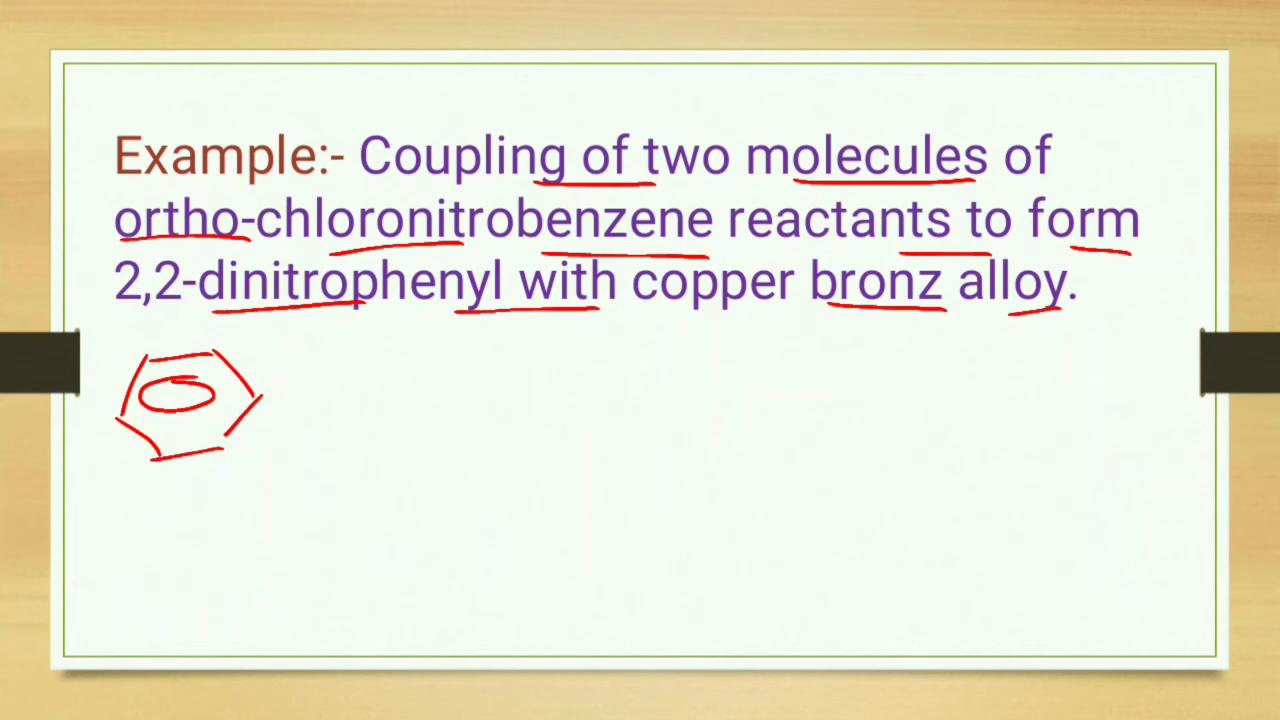 Example:- Coupling of two molecules of
ortho-chloronitrobenzene reactants to form
2,2-dinitrophenyl with copper bronz alloy.